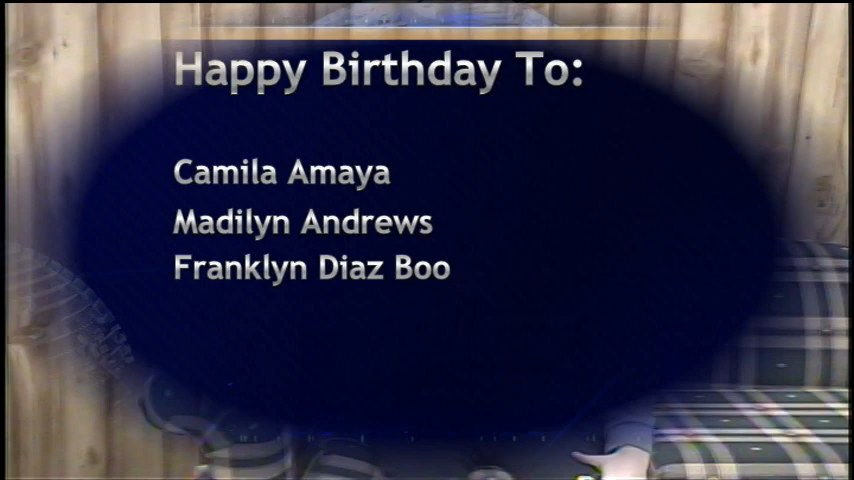 Happy Birthday To:
Camila Amaya
Madilyn Andrews
Franklyn Diaz Boo